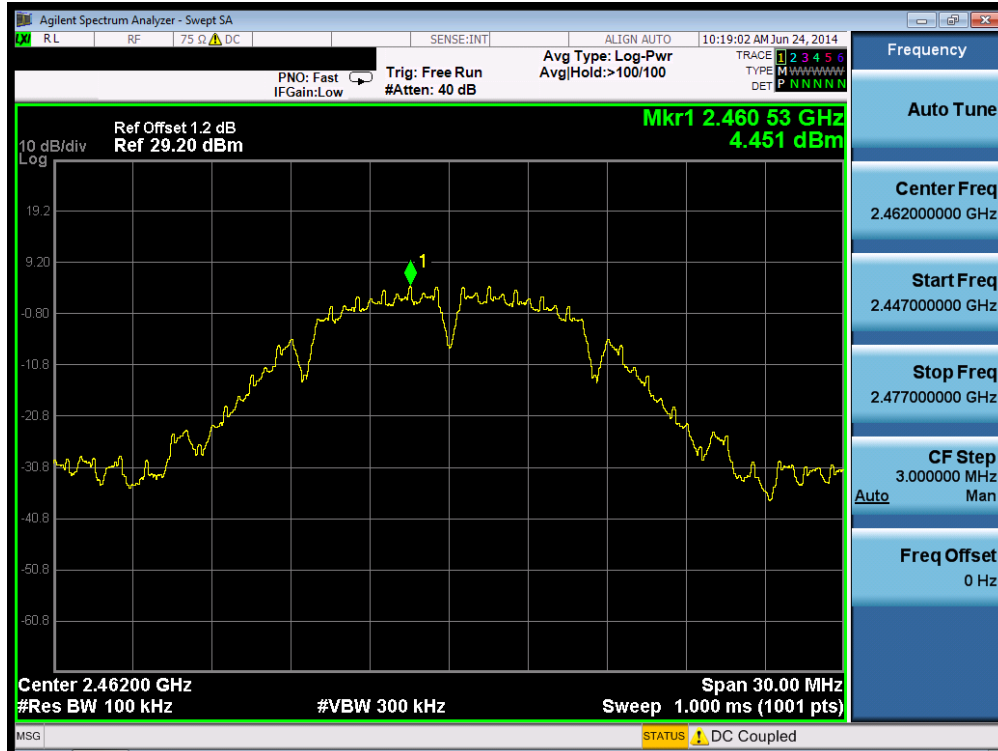 Agilent Spectrum Analyzer - Swept SA
LXI RL RF 75 Ω DC SENSE:INT ALIGN AUTO 10:19:02 AM Jun 24, 2014
PNO: Fast
IFGain:Low
Trig: Free Run
#Atten: 40 dB
Avg Type: Log-Pwr
Avg|Hold:>100/100
TRACE 1 2 3 4 5 6
TYPE M WWWWW
DET P N N N N N
Mkr1 2.460 53 GHz
4.451 dBm
Ref Offset 1.2 dB
10 dB/div Ref 29.20 dBm
Log
19.2
9.20
-0.80
-10.8
-20.8
-30.8
-40.8
-50.8
-60.8
1
Center 2.46200 GHz Span 30.00 MHz
#Res BW 100 kHz #VBW 300 kHz Sweep 1.000 ms (1001 pts)
MSG STATUS DC Coupled
Frequency
Auto Tune
Center Freq
2.462000000 GHz
Start Freq
2.447000000 GHz
Stop Freq
2.477000000 GHz
CF Step
3.000000 MHz
Auto Man
Freq Offset
0 Hz